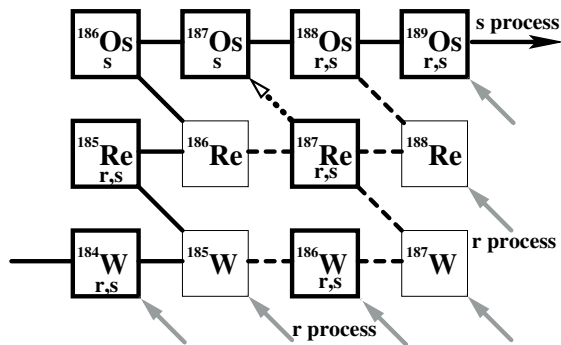 186Os 187Os 188Os 189Os s process
s s r,s r,s
185Re 186Re 187Re 188Re
r,s r,s
r process
184W 185W 186W 187W
r,s r,s
r process